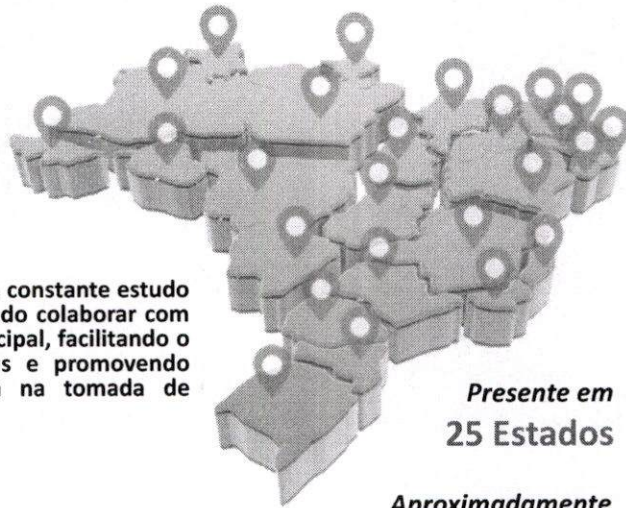 constante estudo
do colaborar com
cipal, facilitando o
s e promovendo
na tomada de
Presente em
25 Estados
Aproximadamente